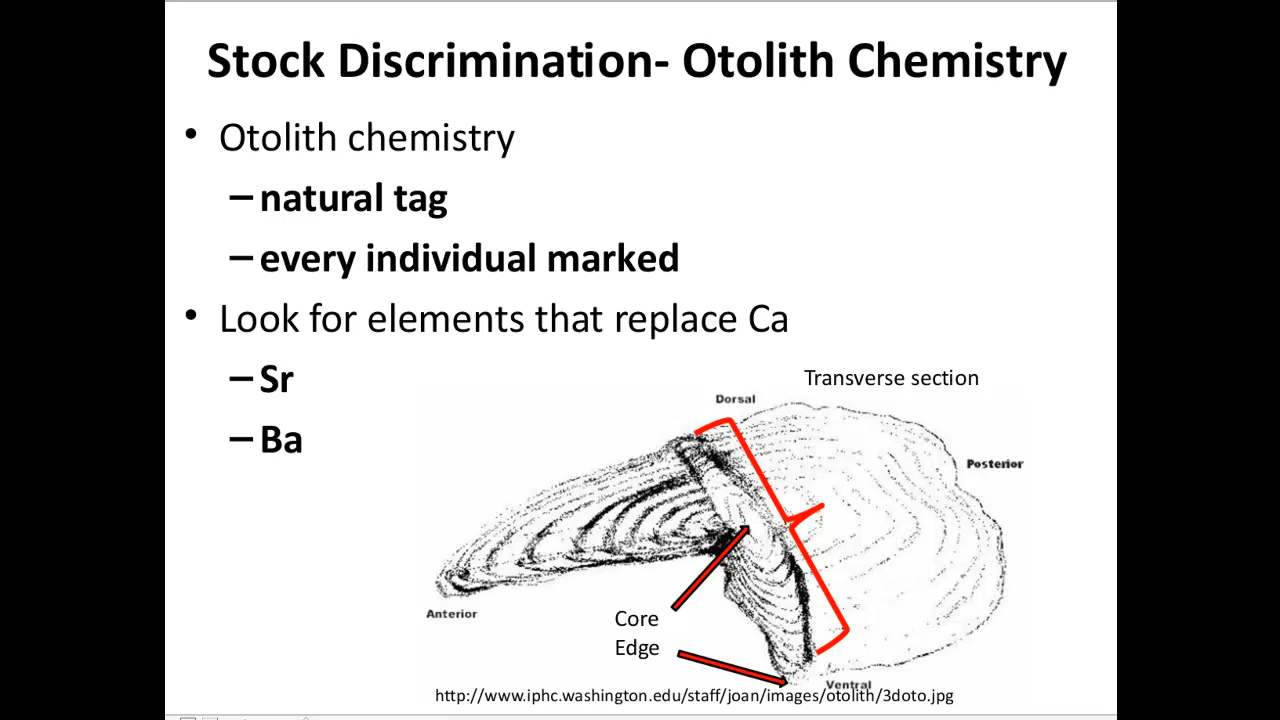 Stock Discrimination- Otolith Chemistry
• Otolith chemistry
– natural tag
– every individual marked
• Look for elements that replace Ca
– Sr
– Ba
Transverse section
Dorsal
Posterior
Anterior
Core
Edge
Ventral
http://www.iphc.washington.edu/staff/joan/images/otolith/3doto.jpg